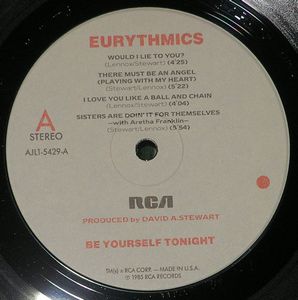 EURYTHMICS
WOULD I LIE TO YOU?
(Lennox/Stewart) (4'25)
THERE MUST BE AN ANGEL
(PLAYING WITH MY HEART)
(Stewart/Lennox) (5'22)
I LOVE YOU LIKE A BALL AND CHAIN
(Lennox/Stewart) (4'04)
SISTERS ARE DOIN' IT FOR THEMSELVES
—with Aretha Franklin—
(Stewart/Lennox) (5'54)
A
STEREO
AJL1-5429-A
RCA
PRODUCED by DAVID A.STEWART
BE YOURSELF TONIGHT
TM(s) ® RCA CORP. — MADE IN U.S.A.
℗ 1985 RCA RECORDS